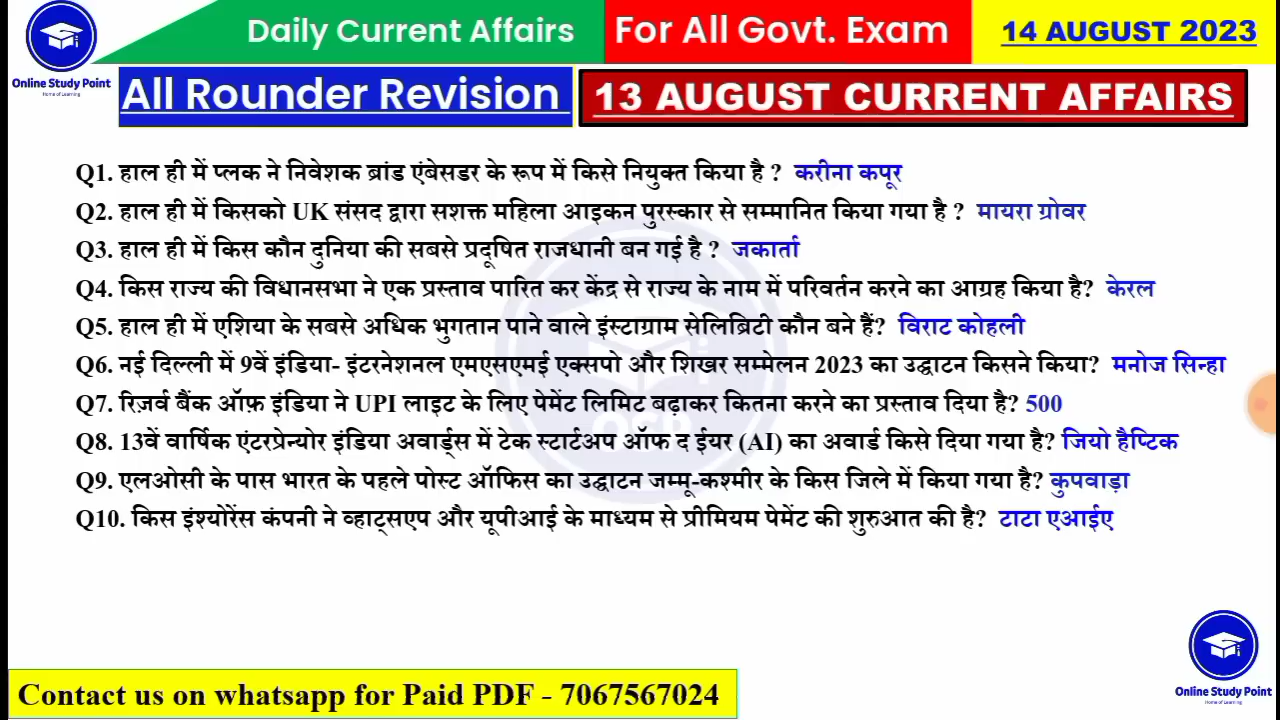 Daily Current Affairs
For All Govt. Exam
14 AUGUST 2023
Online Study Point
Home of Learning
All Rounder Revision
13 AUGUST CURRENT AFFAIRS
Q1. हाल ही में प्लक ने निवेशक ब्रांड एंबेसडर के रूप में किसे नियुक्त किया है ? करीना कपूर
Q2. हाल ही में किसको UK संसद द्वारा सशक्त महिला आइकन पुरस्कार से सम्मानित किया गया है ? मायरा ग्रोवर
Q3. हाल ही में किस कौन दुनिया की सबसे प्रदूषित राजधानी बन गई है ? जकार्ता
Q4. किस राज्य की विधानसभा ने एक प्रस्ताव पारित कर केंद्र से राज्य के नाम में परिवर्तन करने का आग्रह किया है? केरल
Q5. हाल ही में एशिया के सबसे अधिक भुगतान पाने वाले इंस्टाग्राम सेलिब्रिटी कौन बने हैं? विराट कोहली
Q6. नई दिल्ली में 9वें इंडिया- इंटरनेशनल एमएसएमई एक्सपो और शिखर सम्मेलन 2023 का उद्घाटन किसने किया? मनोज सिन्हा
Q7. रिज़र्व बैंक ऑफ़ इंडिया ने UPI लाइट के लिए पेमेंट लिमिट बढ़ाकर कितना करने का प्रस्ताव दिया है? 500
Q8. 13वें वार्षिक एंटरप्रेन्योर इंडिया अवार्ड्स में टेक स्टार्टअप ऑफ द ईयर (AI) का अवार्ड किसे दिया गया है? जियो हैप्टिक
Q9. एलओसी के पास भारत के पहले पोस्ट ऑफिस का उद्घाटन जम्मू-कश्मीर के किस जिले में किया गया है? कुपवाड़ा
Q10. किस इंश्योरेंस कंपनी ने व्हाट्सएप और यूपीआई के माध्यम से प्रीमियम पेमेंट की शुरुआत की है? टाटा एआईए
Contact us on whatsapp for Paid PDF - 7067567024
Online Study Point
Home of Learning